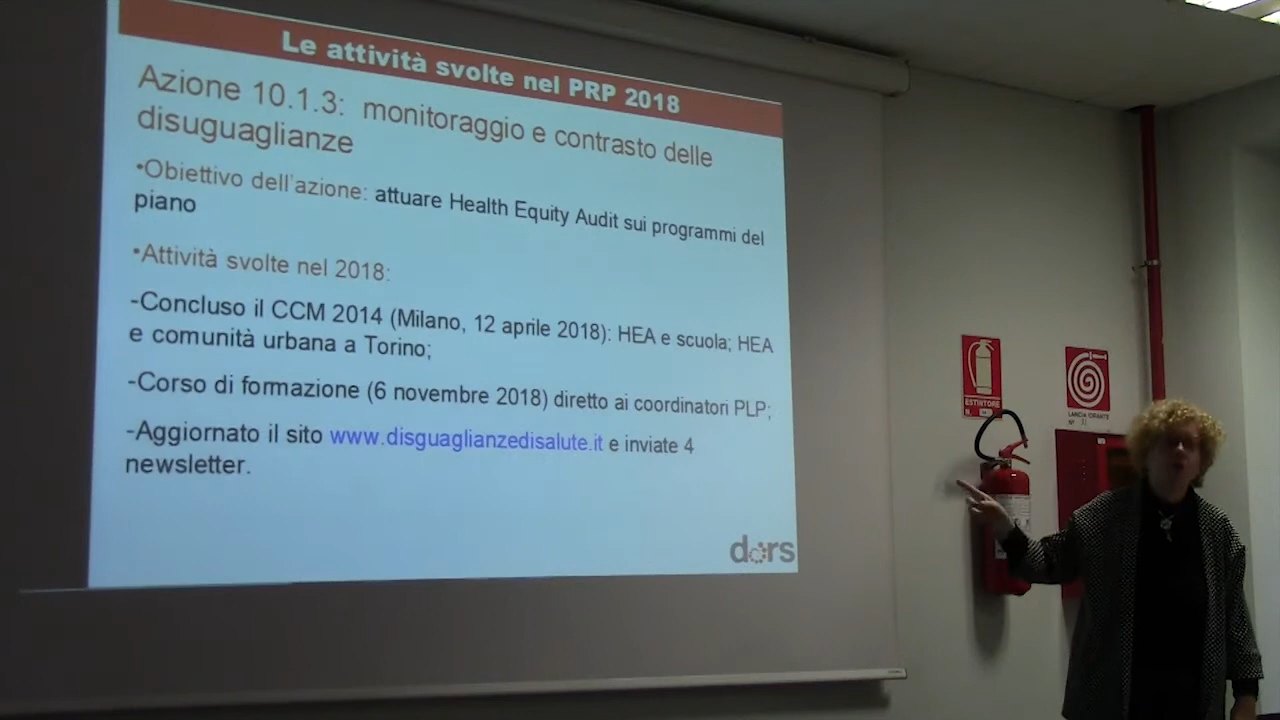 Le attività svolte nel PRP 2018
Azione 10.1.3: monitoraggio e contrasto delle
disuguaglianze
•Obiettivo dell'azione: attuare Health Equity Audit sui programmi del
piano
•Attività svolte nel 2018:
-Concluso il CCM 2014 (Milano, 12 aprile 2018): HEA e scuola; HEA
e comunità urbana a Torino;
-Corso di formazione (6 novembre 2018) diretto ai coordinatori PLP;
-Aggiornato il sito www.disguaglianzedisalute.it e inviate 4
newsletter.
dors
ESTINTORE
N.
LANCIA IDRANTE
N°